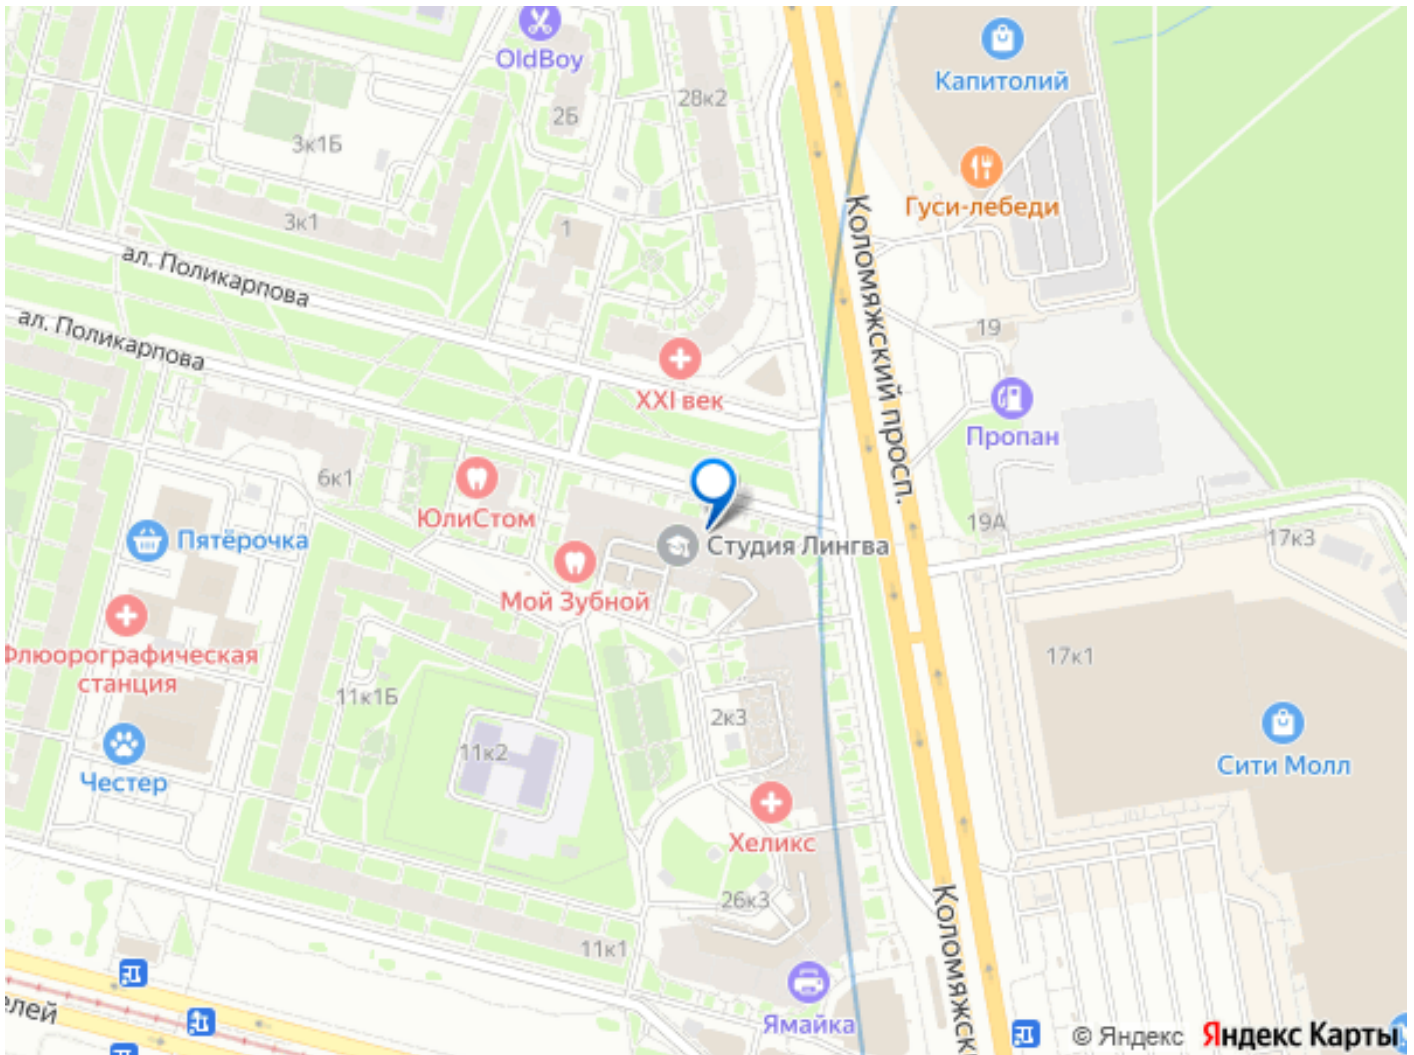 OldBoy
Капитолий
28к2
2Б
3к1Б
Гуси-лебеди
3к1
1
ал. Поликарпова
Коломяжский просп.
ал. Поликарпова
19
XXI век
Пропан
6к1
ЮлиСтом
19А
17к3
Пятёрочка
Студия Лингва
Мой Зубной
Флюорографическая
станция
17к1
11к1Б
2к3
11к2
Сити Молл
Честер
Хеликс
26к3
Коломяжски
11к1
елей
Ямайка
© Яндекс Яндекс Карты